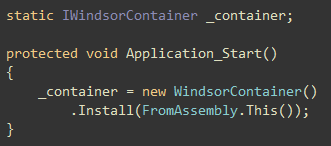 static IWindsorContainer _container;
protected void Application_Start()
{
_container = new WindsorContainer()
.Install(FromAssembly.This());
}